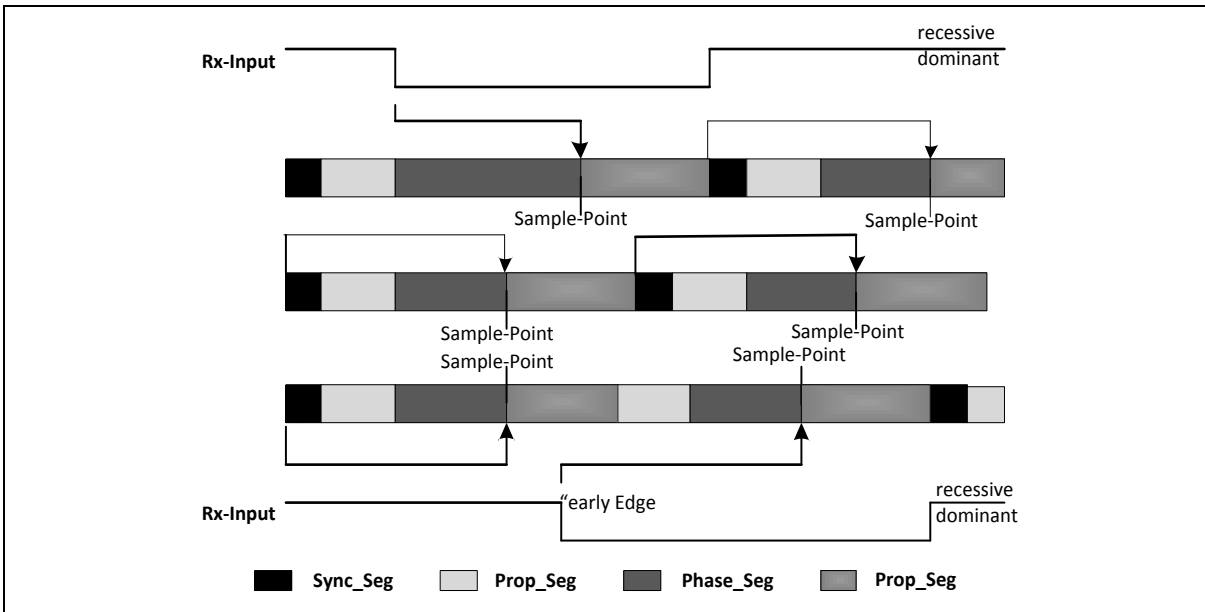 recessive
Rx-Input
dominant
Sample-Point
Sample-Point
Sample-Point
Sample-Point
Sample-Point
Sample-Point
"early Edge
recessive
Rx-Input
dominant
Sync_Seg
Prop_Seg
Phase_Seg
Prop_Seg